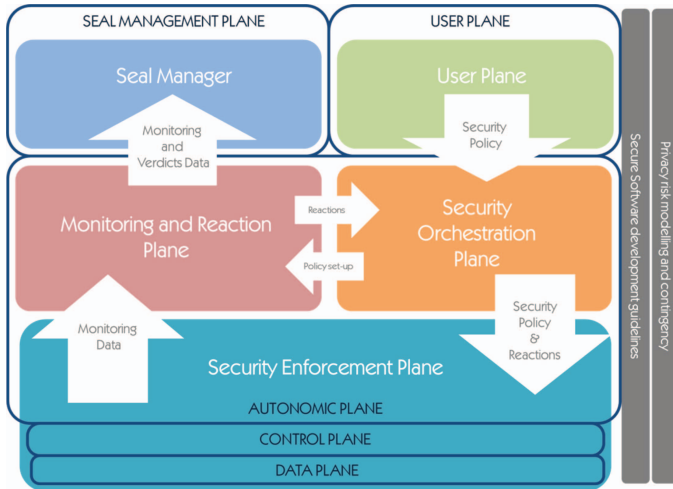 SEAL MANAGEMENT PLANE
USER PLANE
Seal Manager
User Plane
Monitoring
and
Verdicts Data
Security
Policy
Monitoring and Reaction
Plane
Reactions
Policy set-up
Security
Orchestration
Plane
Monitoring
Data
Security
Policy
&
Reactions
Security Enforcement Plane
AUTONOMIC PLANE
CONTROL PLANE
DATA PLANE
Secure Software development guidelines
Privacy risk modelling and contingency